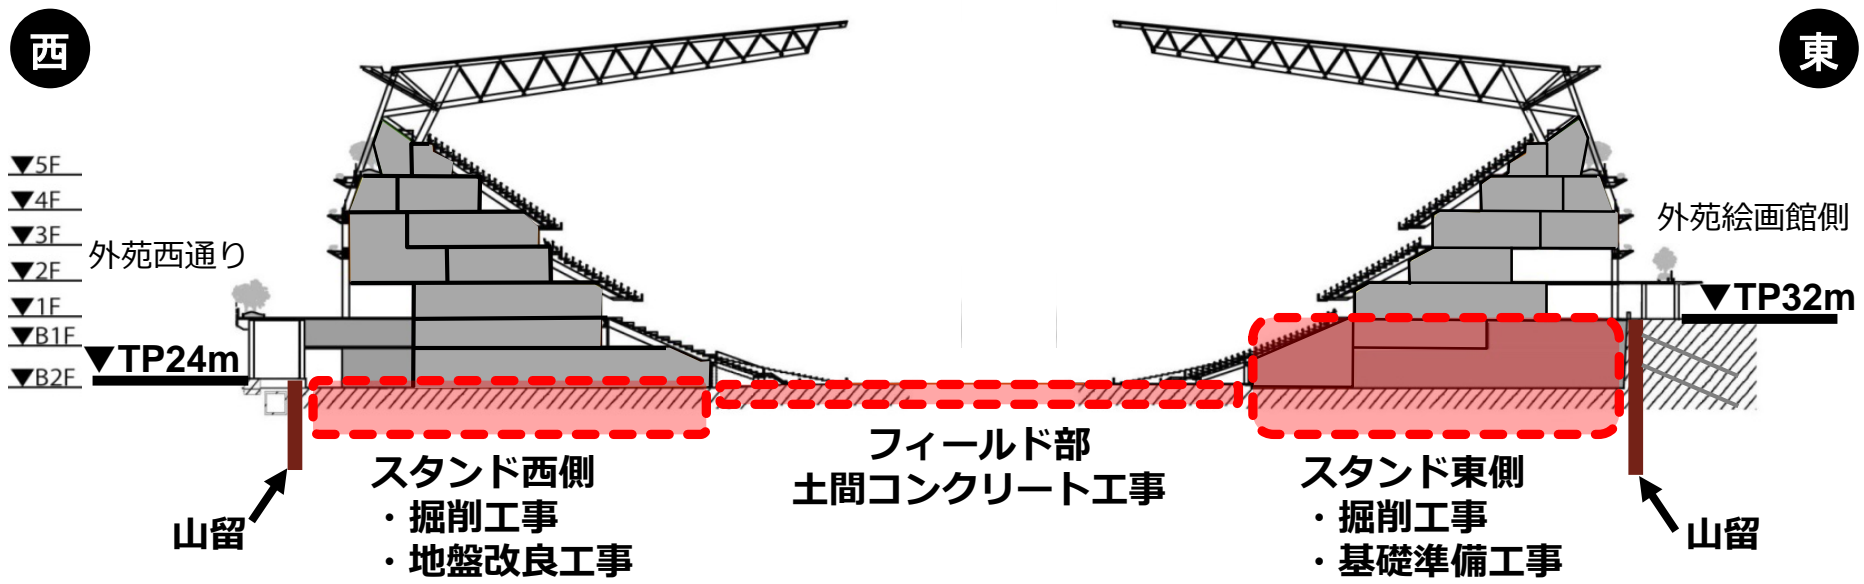 西
東
▼5F
▼4F
▼3F
▼2F
▼1F
▼B1F
▼B2F
外苑西通り
外苑絵画館側
▼TP24m
▼TP32m
フィールド部
土間コンクリート工事
スタンド西側
・掘削工事
・地盤改良工事
スタンド東側
・掘削工事
・基礎準備工事
山留
山留